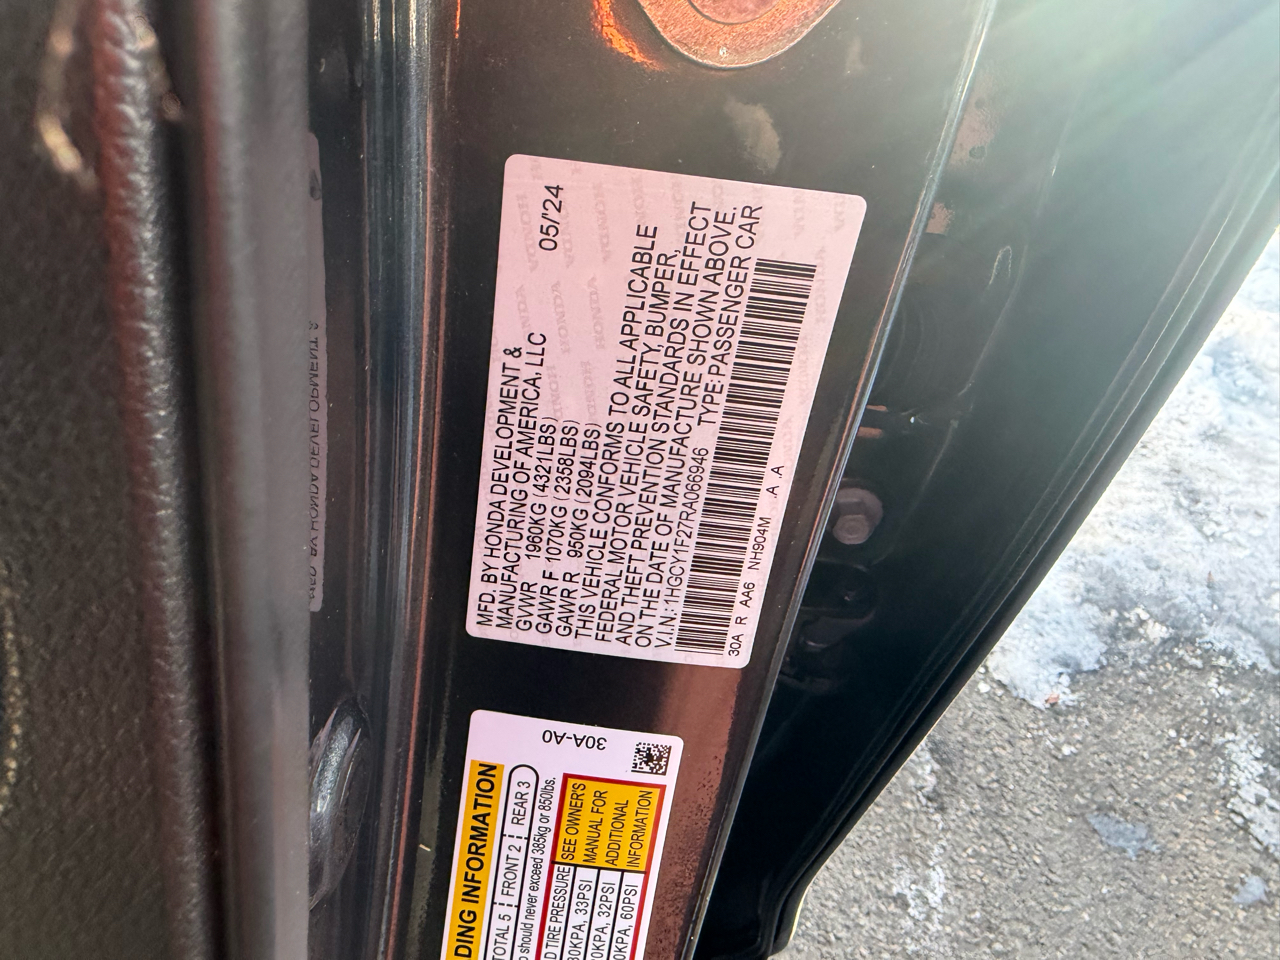 MFD. BY HONDA DEVELOPMENT &
MANUFACTURING OF AMERICA, LLC 05/'24
GVWR 1960KG (4321LBS)
GAWR F 1070KG (2358LBS)
GAWR R 950KG (2094LBS)
THIS VEHICLE CONFORMS TO ALL APPLICABLE
FEDERAL MOTOR VEHICLE SAFETY, BUMPER,
AND THEFT PREVENTION STANDARDS IN EFFECT
ON THE DATE OF MANUFACTURE SHOWN ABOVE.
V.I.N.: 1HGCY1F27RA066946 TYPE: PASSENGER CAR
30A R AA6 NH904M .A .A
30A-A0
DING INFORMATION
TOTAL 5 FRONT 2 REAR 3
should never exceed 385kg or 850lbs.
TIRE PRESSURE
KPA, 33PSI
KPA, 32PSI
KPA, 60PSI
SEE OWNER'S
MANUAL FOR
ADDITIONAL
INFORMATION